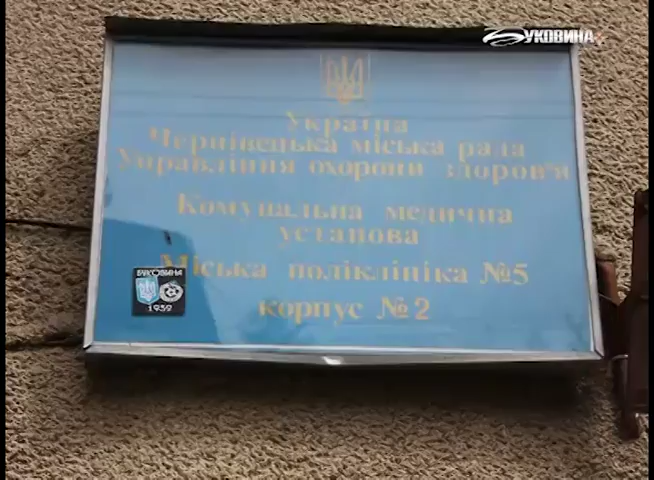 БУКОВИНА+
Україна
Чернівецька міська рада
Управління охорони здоров'я
Комунальна медична
установа
Міська поліклініка №5
корпус №2
БУКОВИНА
1959